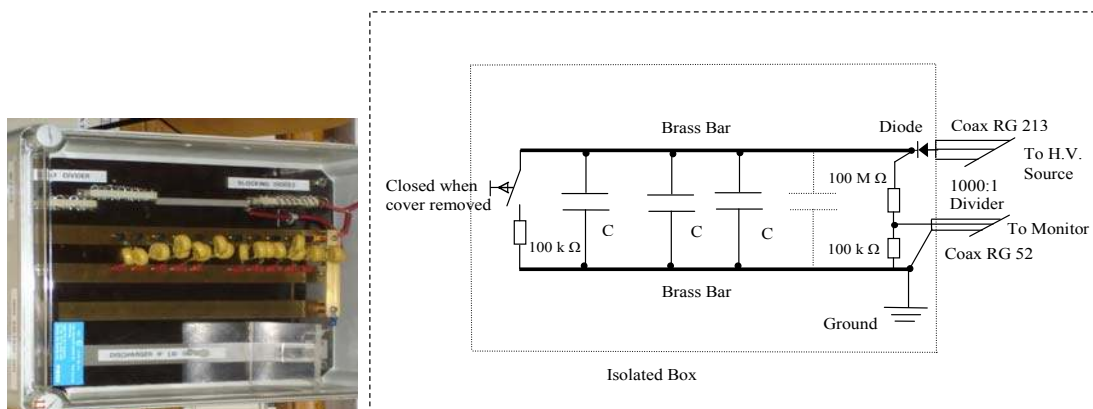 DIVIDER
BLOCKING DIODE
DISCHARGER
Brass Bar
Diode
Coax RG 213
To H.V.
Source
Closed when
cover removed
100 M Ω
1000:1
Divider
100 k Ω
C
C
C
100 k Ω
To Monitor
Coax RG 52
Brass Bar
Ground
Isolated Box